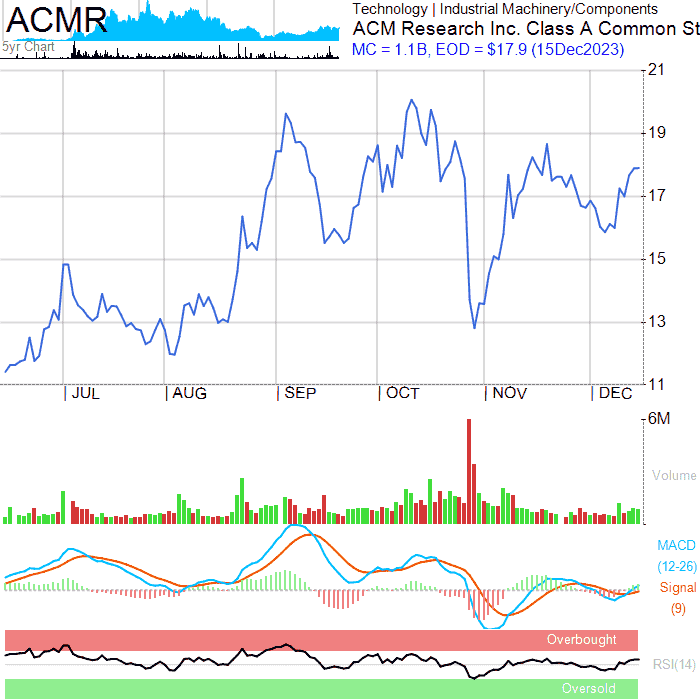 ACMR
5yr Chart
Technology | Industrial Machinery/Components
ACM Research Inc. Class A Common St
MC = 1.1B, EOD = $17.9 (15Dec2023)
21
19
17
15
13
11
| JUL | AUG | SEP | OCT | NOV | DEC
6M
Volume
MACD
(12-26)
Signal
(9)
Overbought
RSI(14)
Oversold